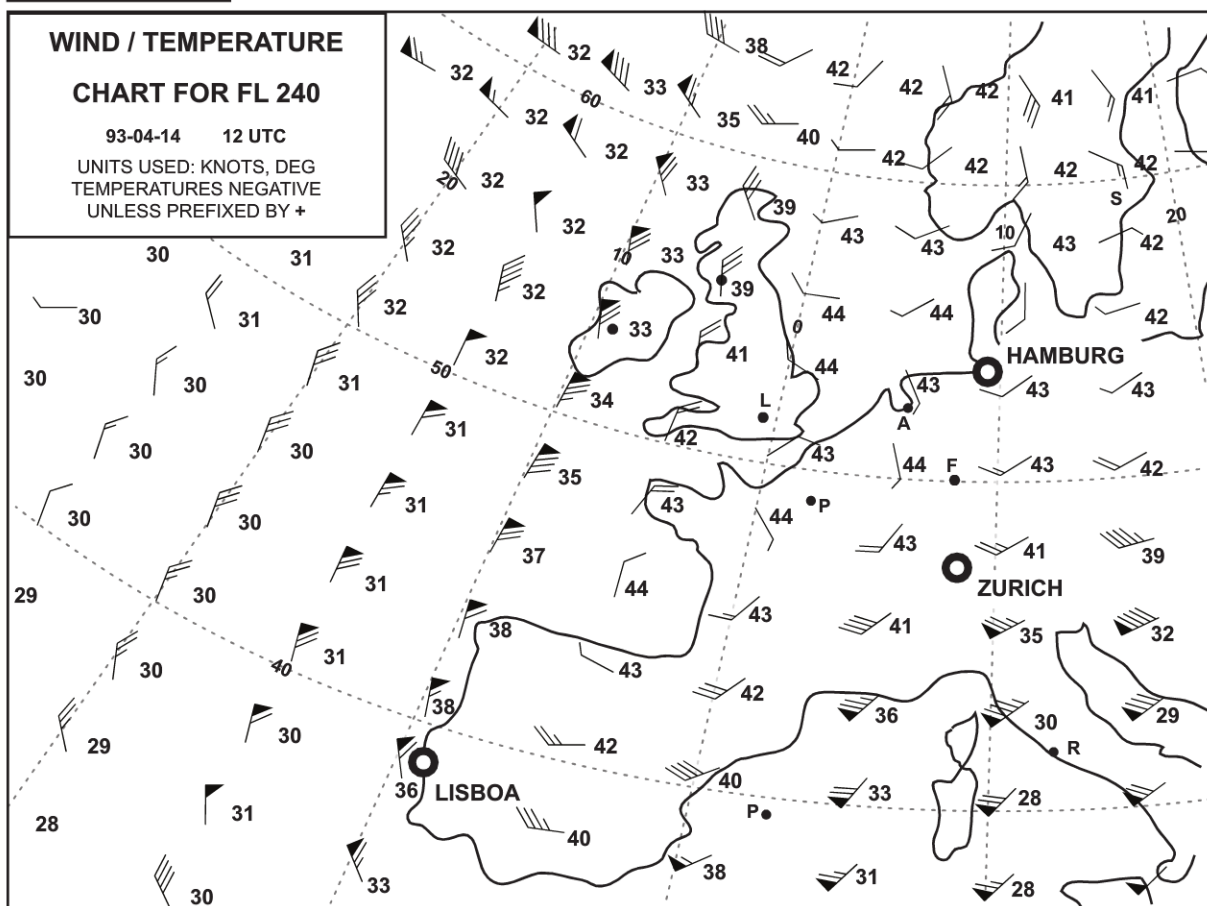 WIND / TEMPERATURE
CHART FOR FL 240
93-04-14 12 UTC
UNITS USED: KNOTS, DEG
TEMPERATURES NEGATIVE
UNLESS PREFIXED BY +
32 38
32 33 42 42 42 41 41
60
32 35 40
32 42 42 42 42
20 32 33 S
39 20
32 43 43 10 43 42
30 31 32 10 33
32 39
30 31 32 33 44 44 42
0
41
50 32 44 HAMBURG
30 30 31 34 43 43 43
L A
31 42
30 30 43 44 F 43 42
35
30 30 31 43 44 P
37 43 41 39
29 30 31 44 ZURICH
38 43 41 35 32
30 40 31 43
42
38 36 30 29
29 30 42 R
36 LISBOA 40 33 28
28 31 P
40
30 33 38 31 28